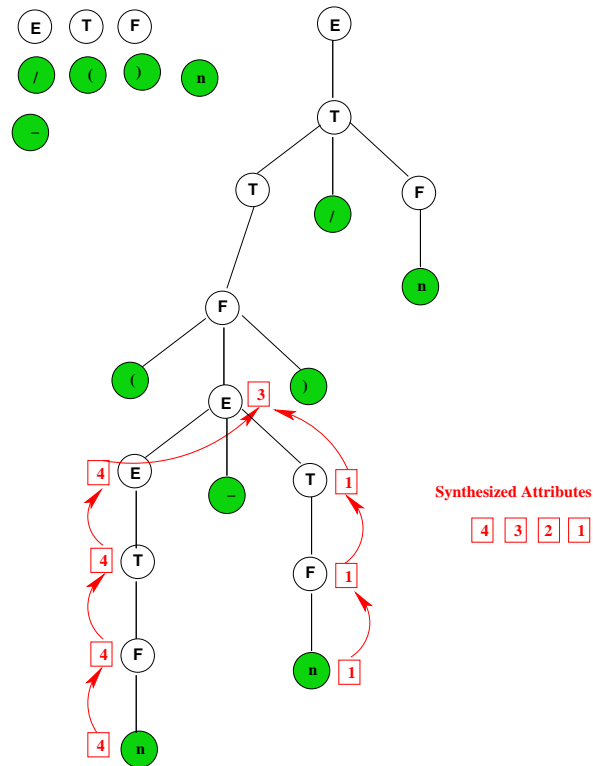 E T F E
/ ( ) n
–
T
T F
/
n
F
( )
E 3
4 E T 1
–
Synthesized Attributes
4 3 2 1
4 T F 1
4 F
n 1
4 n